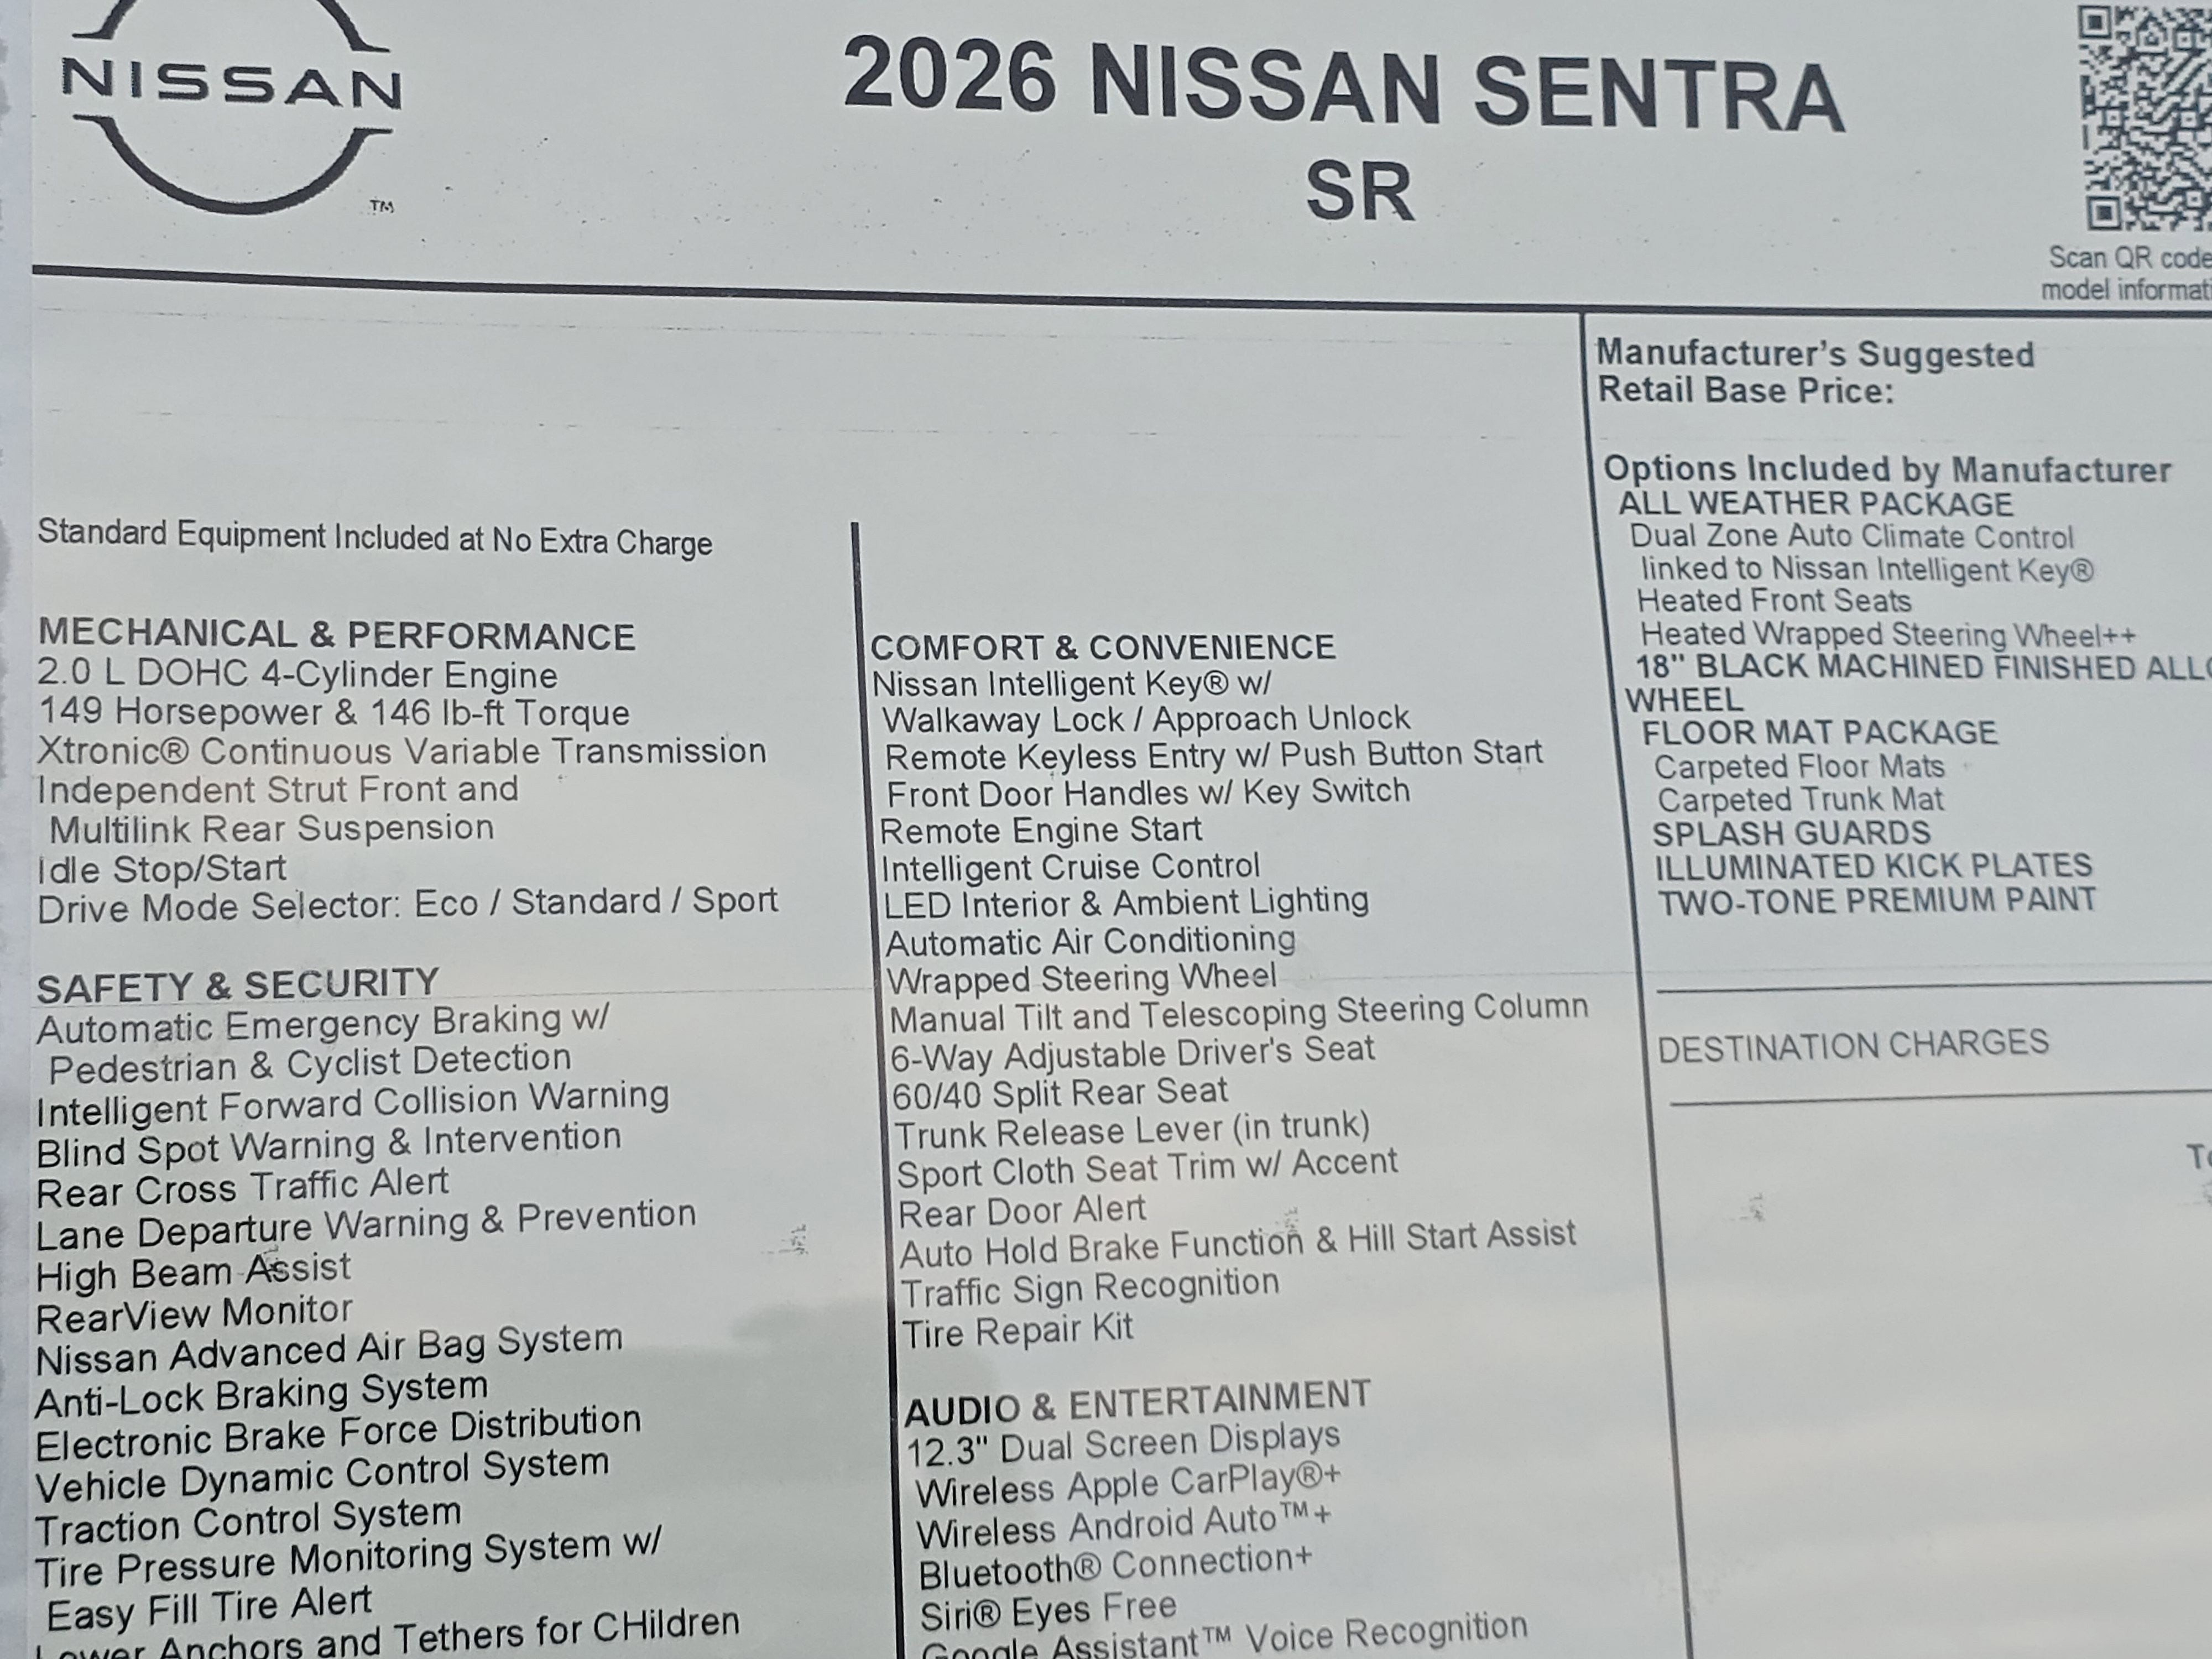 NISSAN
TM
2026 NISSAN SENTRA
SR
Scan QR code
model informati
Standard Equipment Included at No Extra Charge
MECHANICAL & PERFORMANCE
2.0 L DOHC 4-Cylinder Engine
149 Horsepower & 146 lb-ft Torque
Xtronic® Continuous Variable Transmission
Independent Strut Front and
Multilink Rear Suspension
Idle Stop/Start
Drive Mode Selector: Eco / Standard / Sport
SAFETY & SECURITY
Automatic Emergency Braking w/
Pedestrian & Cyclist Detection
Intelligent Forward Collision Warning
Blind Spot Warning & Intervention
Rear Cross Traffic Alert
Lane Departure Warning & Prevention
High Beam Assist
RearView Monitor
Nissan Advanced Air Bag System
Anti-Lock Braking System
Electronic Brake Force Distribution
Vehicle Dynamic Control System
Traction Control System
Tire Pressure Monitoring System w/
Easy Fill Tire Alert
Lower Anchors and Tethers for CHildren
COMFORT & CONVENIENCE
Nissan Intelligent Key® w/
Walkaway Lock / Approach Unlock
Remote Keyless Entry w/ Push Button Start
Front Door Handles w/ Key Switch
Remote Engine Start
Intelligent Cruise Control
LED Interior & Ambient Lighting
Automatic Air Conditioning
Wrapped Steering Wheel
Manual Tilt and Telescoping Steering Column
6-Way Adjustable Driver's Seat
60/40 Split Rear Seat
Trunk Release Lever (in trunk)
Sport Cloth Seat Trim w/ Accent
Rear Door Alert
Auto Hold Brake Function & Hill Start Assist
Traffic Sign Recognition
Tire Repair Kit
AUDIO & ENTERTAINMENT
12.3" Dual Screen Displays
Wireless Apple CarPlay®+
Wireless Android Auto™+
Bluetooth® Connection+
Siri® Eyes Free
Google Assistant™ Voice Recognition
Manufacturer's Suggested
Retail Base Price:
Options Included by Manufacturer
ALL WEATHER PACKAGE
Dual Zone Auto Climate Control
linked to Nissan Intelligent Key®
Heated Front Seats
Heated Wrapped Steering Wheel++
18" BLACK MACHINED FINISHED ALLO
WHEEL
FLOOR MAT PACKAGE
Carpeted Floor Mats
Carpeted Trunk Mat
SPLASH GUARDS
ILLUMINATED KICK PLATES
TWO-TONE PREMIUM PAINT
DESTINATION CHARGES